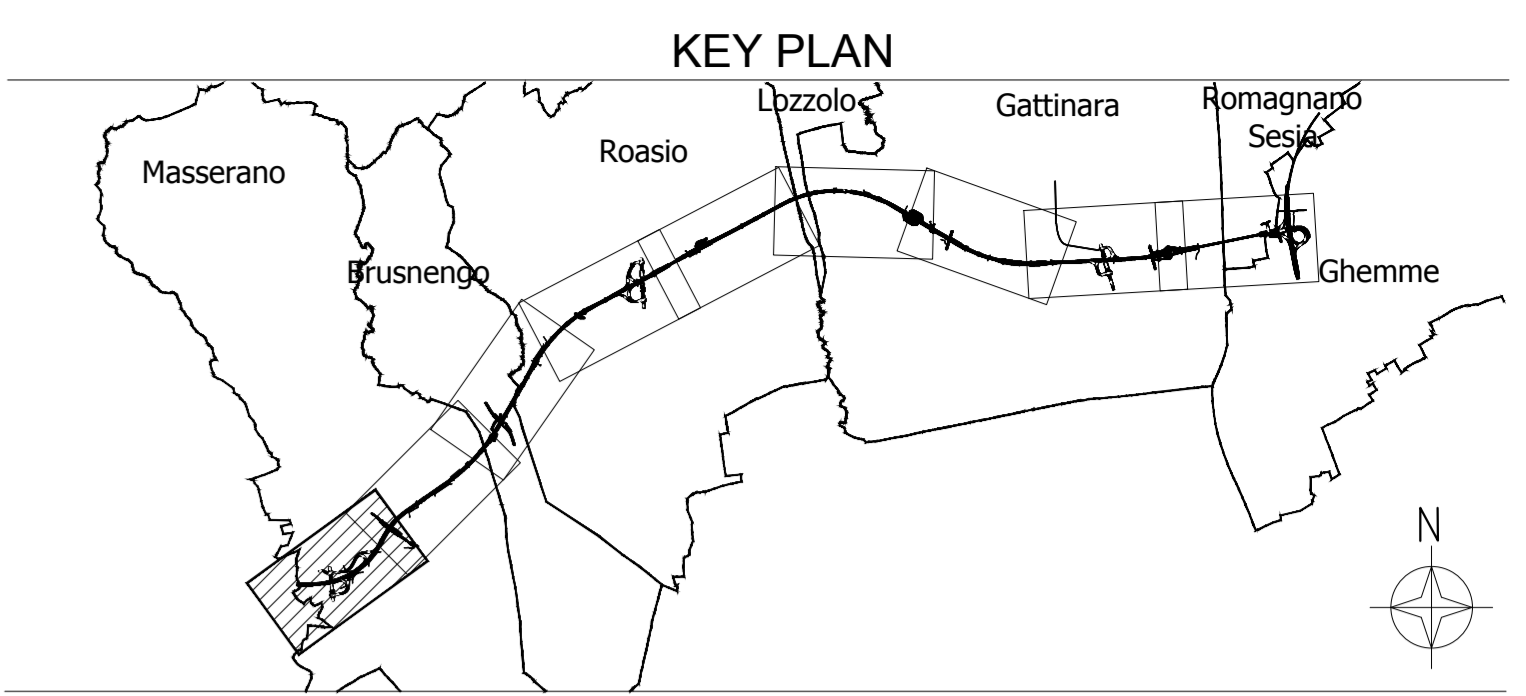 KEY PLAN
Lozzolo
Gattinara
Romagnano
Sesia
Roasio
Masserano
Brusnengo
Ghemme
N